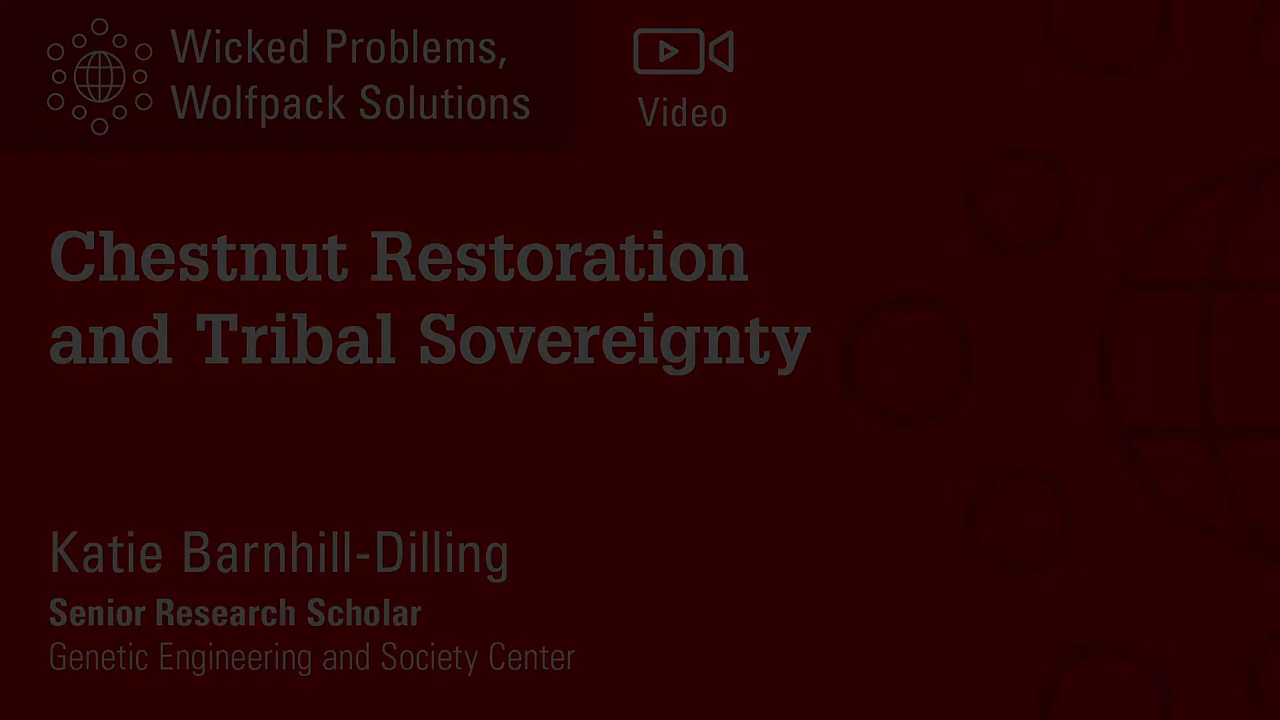 Wicked Problems,
Wolfpack Solutions
Video
Chestnut Restoration
and Tribal Sovereignty
Katie Barnhill-Dilling
Senior Research Scholar
Genetic Engineering and Society Center